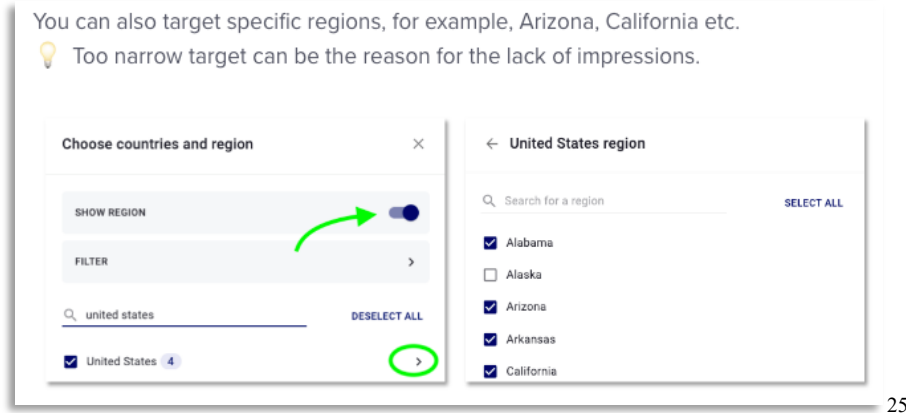 You can also target specific regions, for example, Arizona, California etc.
Too narrow target can be the reason for the lack of impressions.
Choose countries and region
SHOW REGION
FILTER
united states
DESELECT ALL
United States 4
United States region
Search for a region
SELECT ALL
Alabama
Alaska
Arizona
Arkansas
California
25